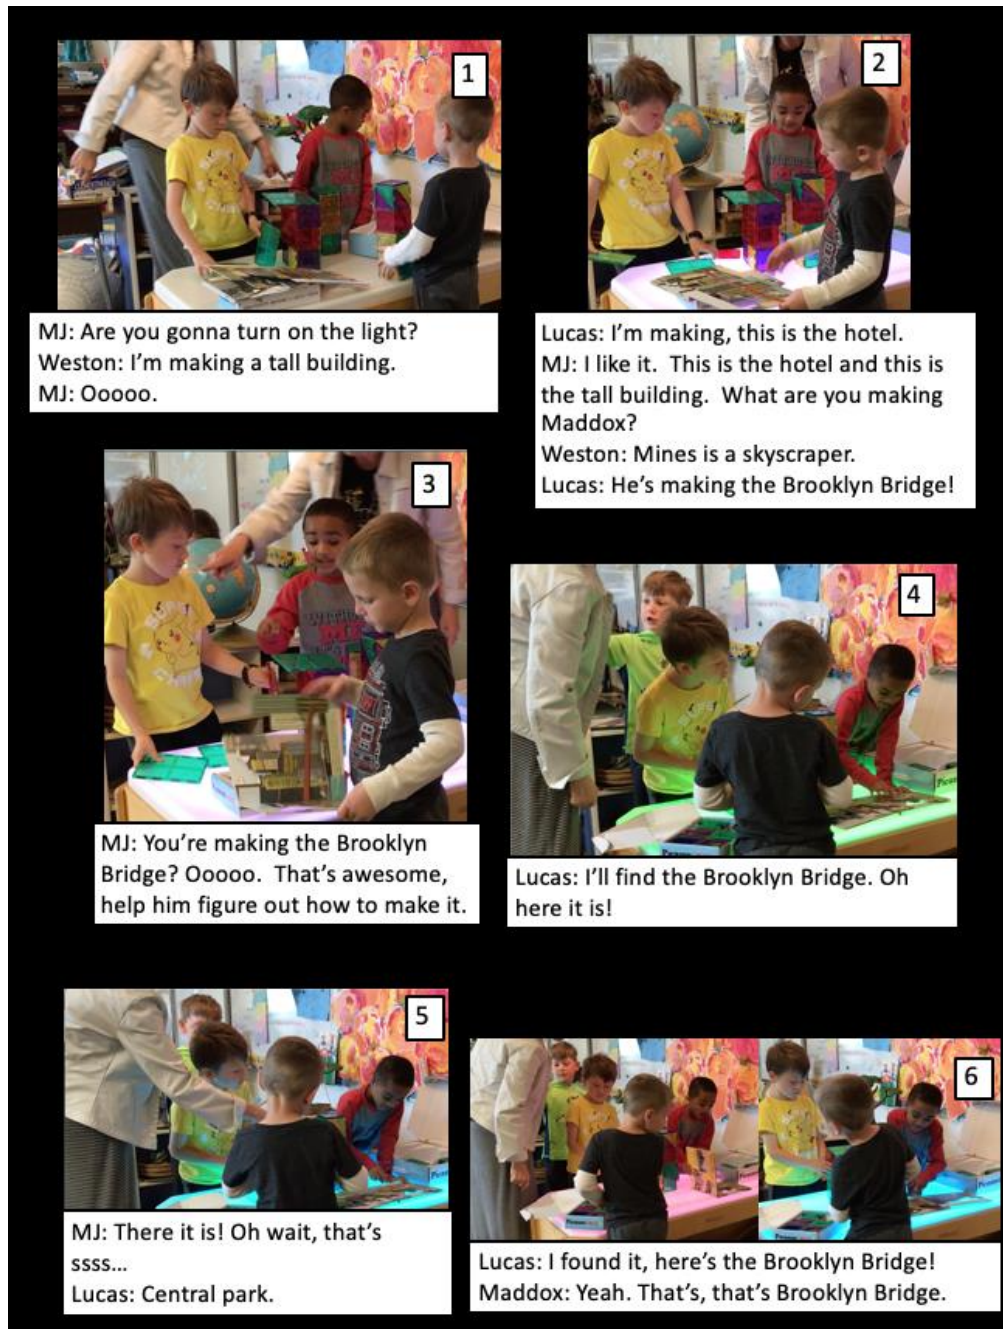 1
MJ: Are you gonna turn on the light?
Weston: I'm making a tall building.
MJ: Ooooo.
2
Lucas: I'm making, this is the hotel.
MJ: I like it.  This is the hotel and this is
the tall building.  What are you making
Maddox?
Weston: Mines is a skyscraper.
Lucas: He's making the Brooklyn Bridge!
3
MJ: You're making the Brooklyn
Bridge? Ooooo.  That's awesome,
help him figure out how to make it.
4
Lucas: I'll find the Brooklyn Bridge. Oh
here it is!
5
MJ: There it is! Oh wait, that's
ssss…
Lucas: Central park.
6
Lucas: I found it, here's the Brooklyn Bridge!
Maddox: Yeah. That's, that's Brooklyn Bridge.